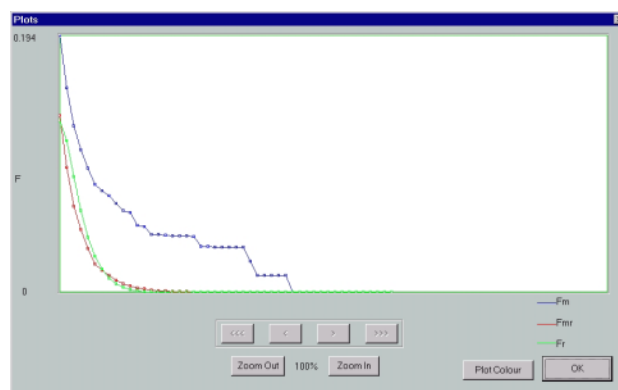 Plots
0.194
F
0
<<<
<
>
>>>
Fm
Fmr
Fr
Zoom Out 100% Zoom In
Plot Colour OK